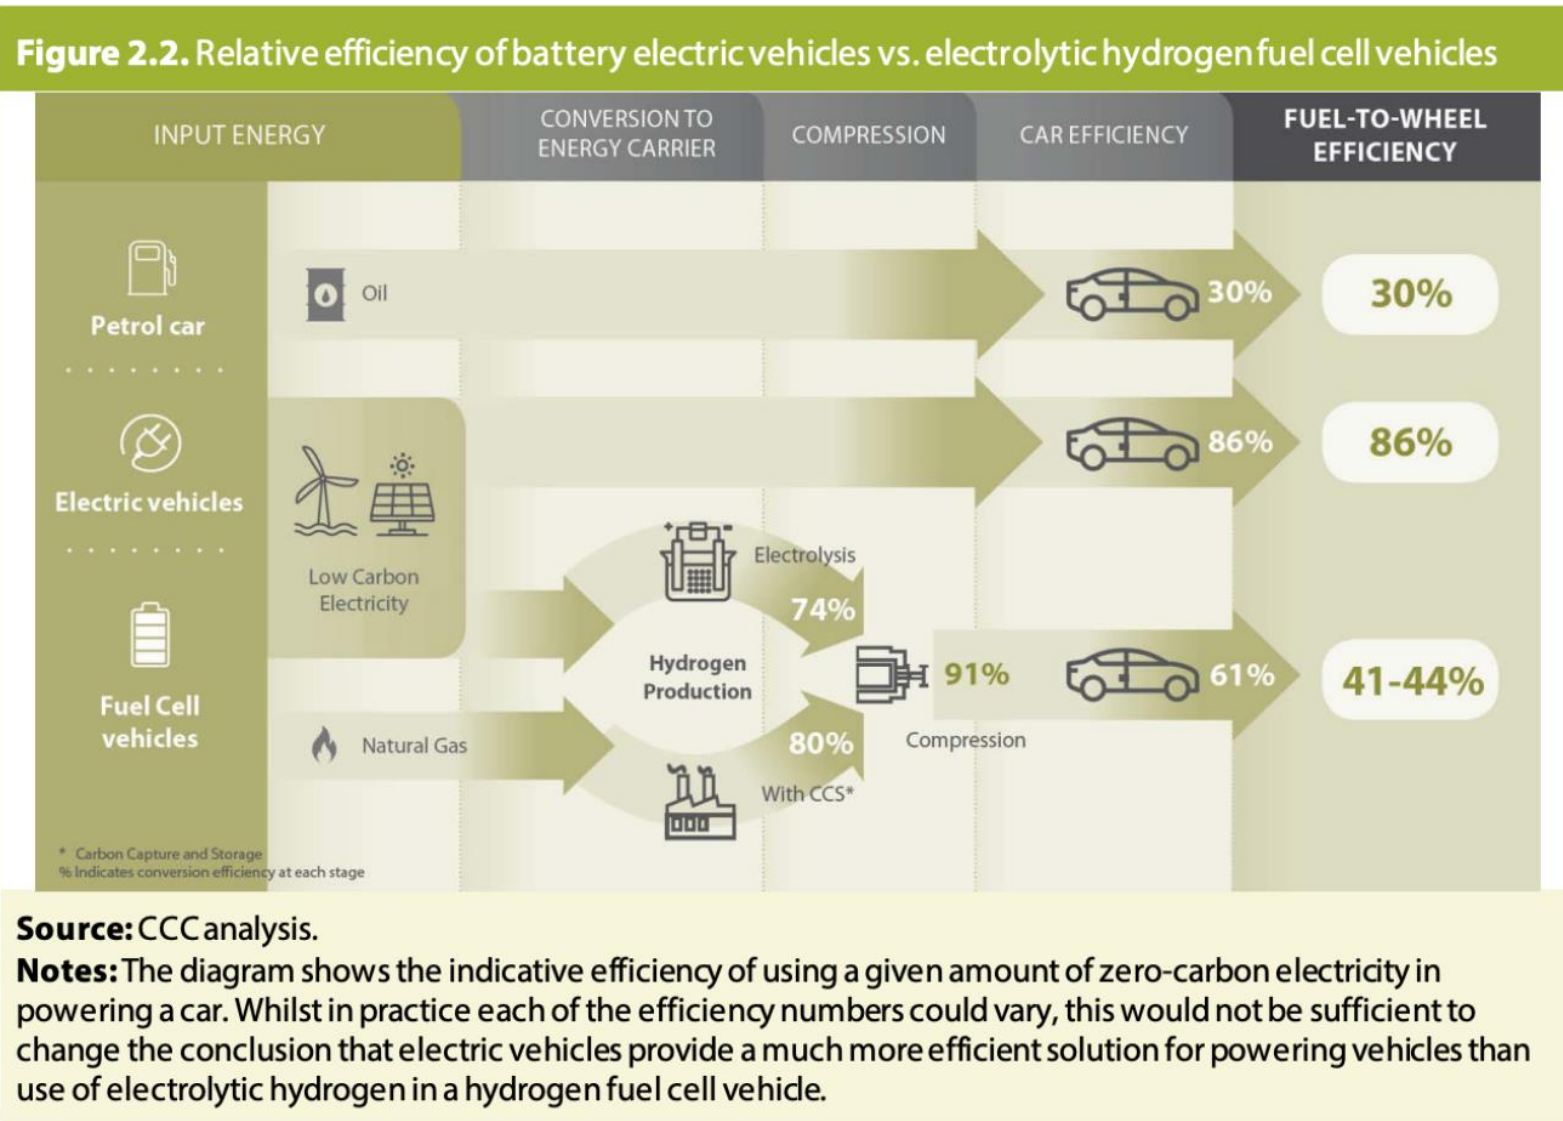 Figure 2.2. Relative efficiency of battery electric vehicles vs. electrolytic hydrogen fuel cell vehicles
INPUT ENERGY
CONVERSION TO
ENERGY CARRIER
COMPRESSION
CAR EFFICIENCY
FUEL-TO-WHEEL
EFFICIENCY
Petrol car
Oil
30%
30%
Electric vehicles
86%
86%
Low Carbon
Electricity
Electrolysis
74%
Hydrogen
Production
Fuel Cell
vehicles
Natural Gas
80%
With CCS*
91%
Compression
61%
41-44%
* Carbon Capture and Storage
% Indicates conversion efficiency at each stage
Source: CCC analysis.
Notes: The diagram shows the indicative efficiency of using a given amount of zero-carbon electricity in
powering a car. Whilst in practice each of the efficiency numbers could vary, this would not be sufficient to
change the conclusion that electric vehicles provide a much more efficient solution for powering vehicles than
use of electrolytic hydrogen in a hydrogen fuel cell vehicle.